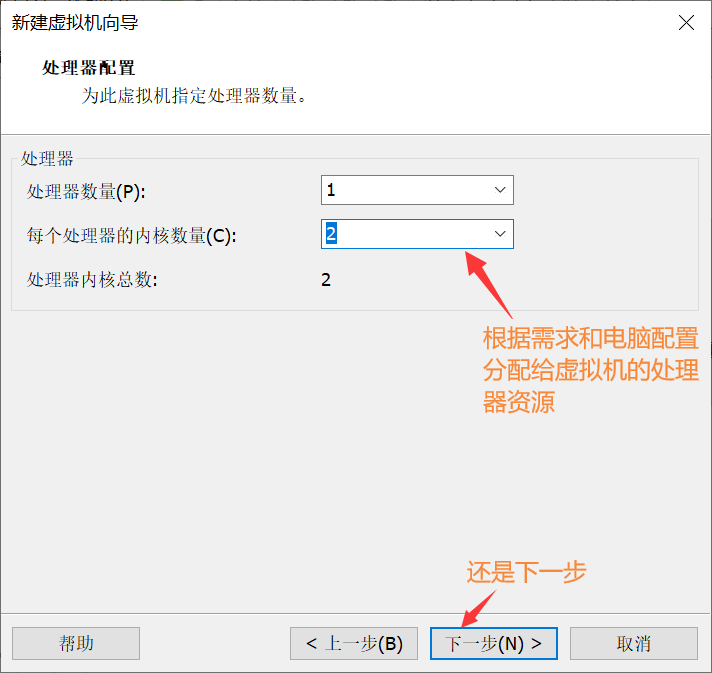 新建虚拟机向导
处理器配置
为此虚拟机指定处理器数量。
处理器
处理器数量(P):
1
每个处理器的内核数量(C):
2
处理器内核总数:
2
根据需求和电脑配置
分配给虚拟机的处理
器资源
还是下一步
帮助
< 上一步(B)
下一步(N) >
取消